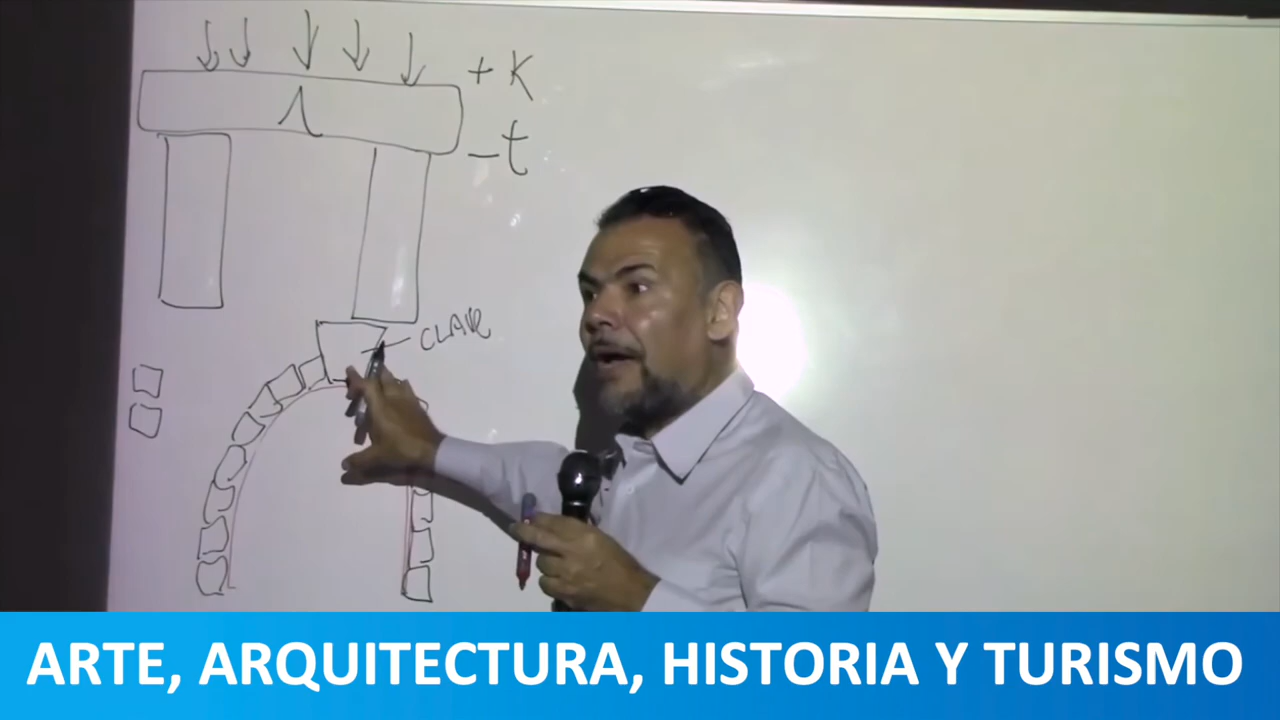 + K
- t
CLAVE
ARTE, ARQUITECTURA, HISTORIA Y TURISMO